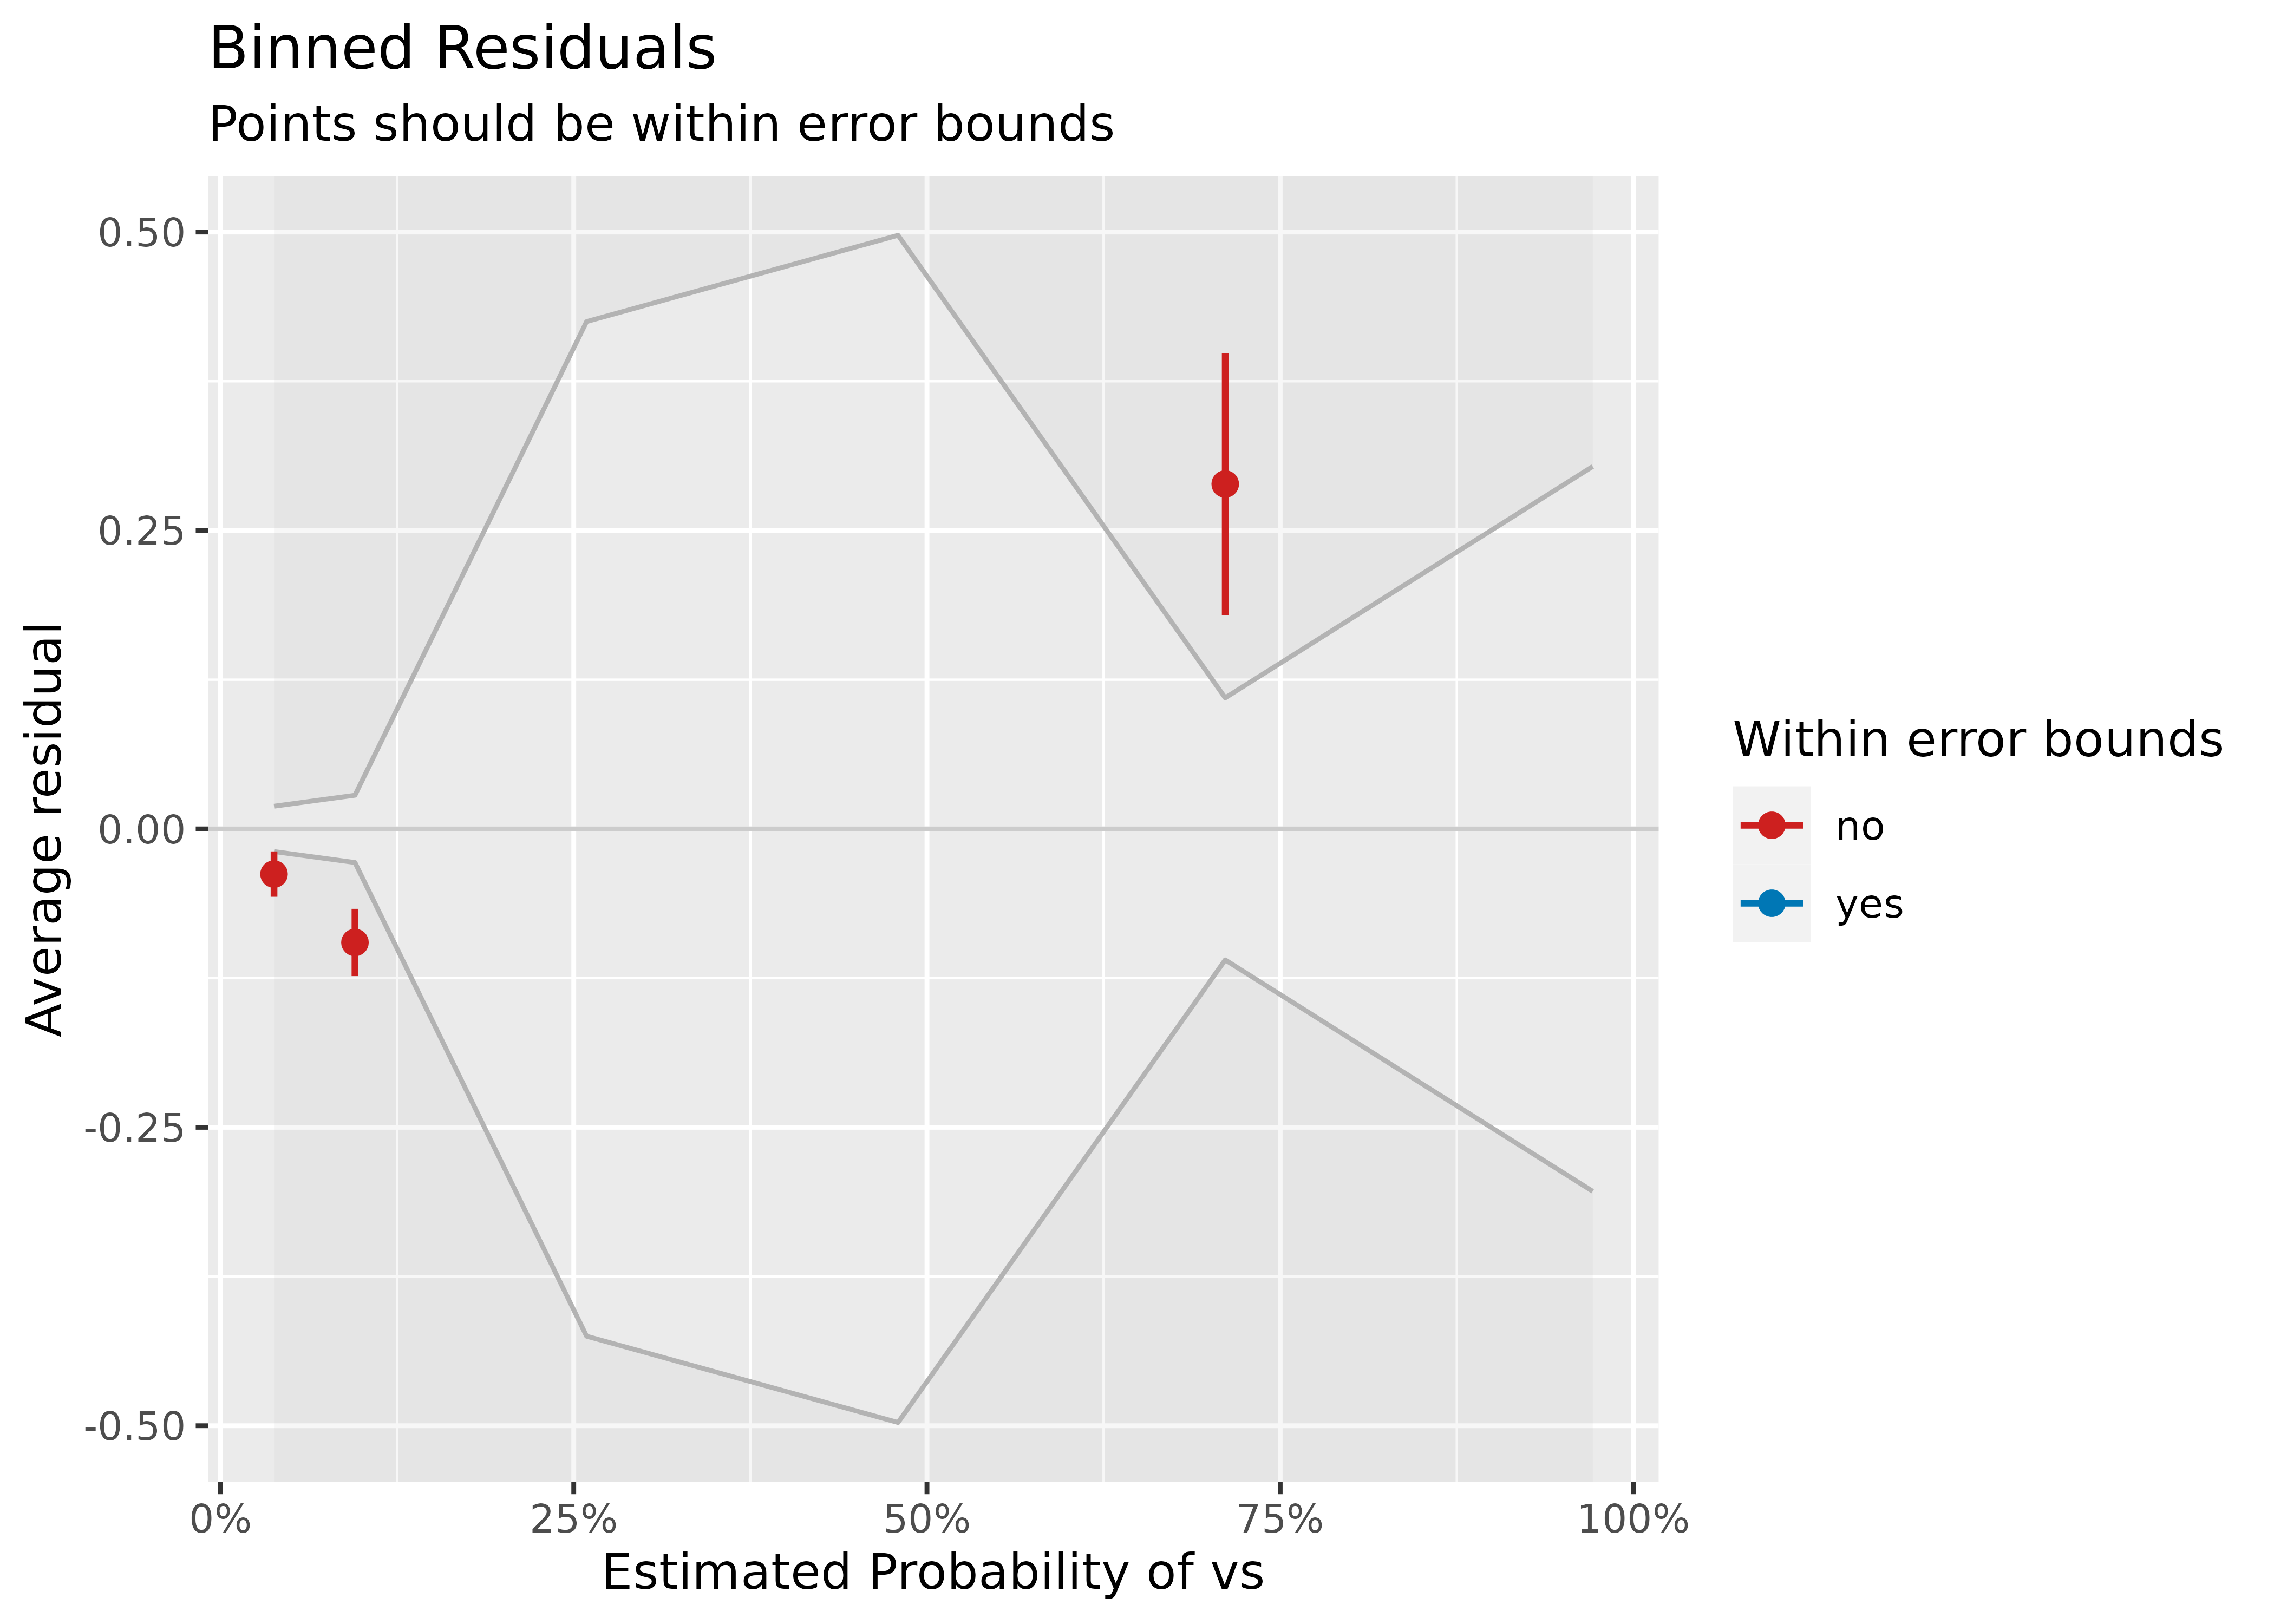 Binned Residuals
Points should be within error bounds
Average residual
0.50
0.25
0.00
-0.25
-0.50
0%
25%
50%
75%
100%
Estimated Probability of vs
Within error bounds
no
yes